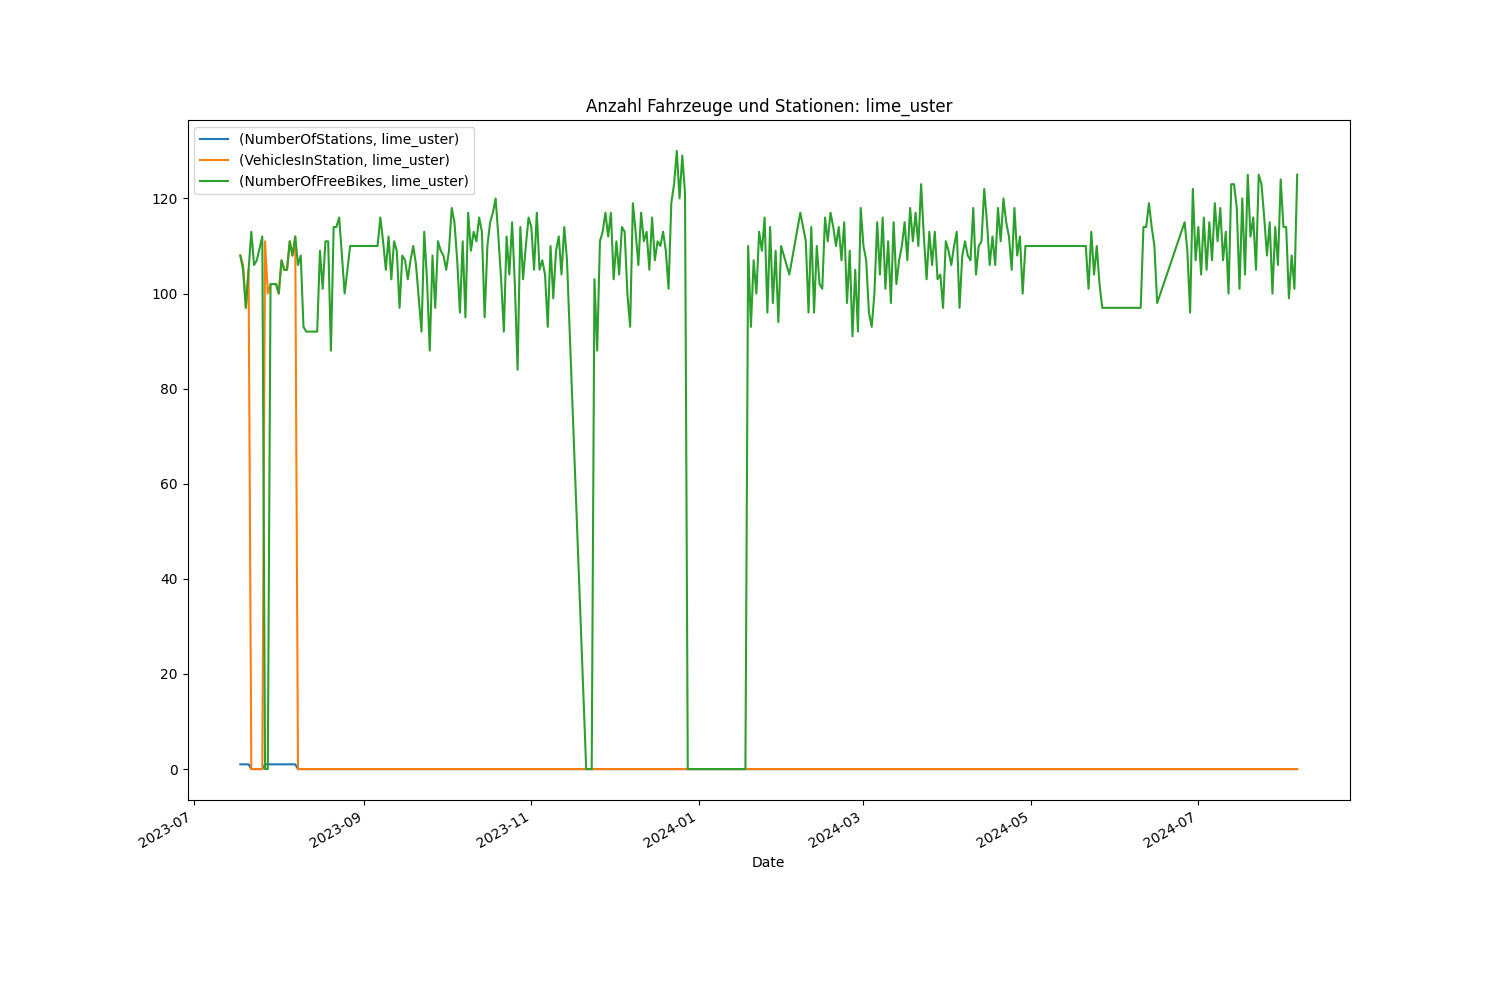 Anzahl Fahrzeuge und Stationen: lime_uster
(NumberOfStations, lime_uster)
(VehiclesInStation, lime_uster)
(NumberOfFreeBikes, lime_uster)
120
100
80
60
40
20
0
2023-07
2023-09
2023-11
2024-01
2024-03
2024-05
2024-07
Date